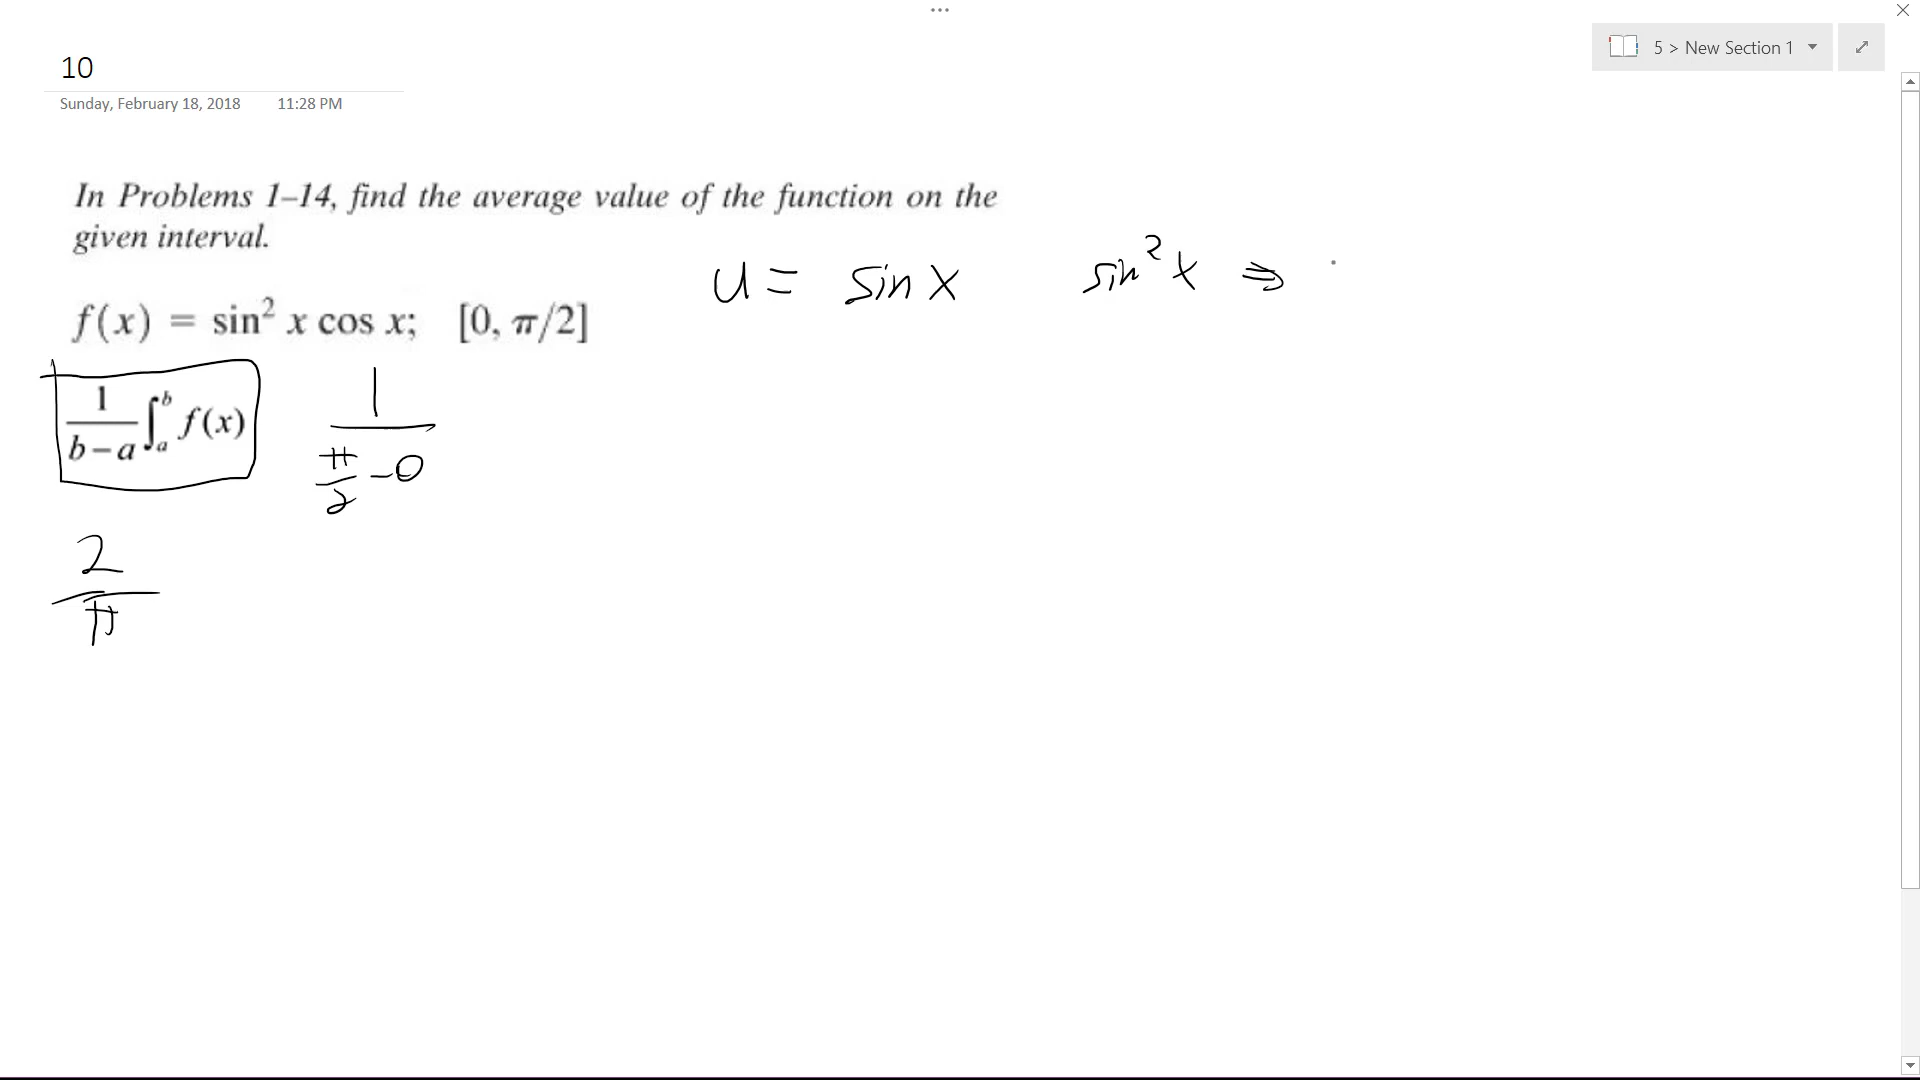 5 > New Section 1
10
Sunday, February 18, 2018 11:28 PM
In Problems 1–14, find the average value of the function on the
given interval.
u = sin x sin² x ⇒
f(x) = sin² x cos x; [0, π/2]
1/(b−a) ∫ₐᵇ f(x) 1/(π/2 −0)
2/π